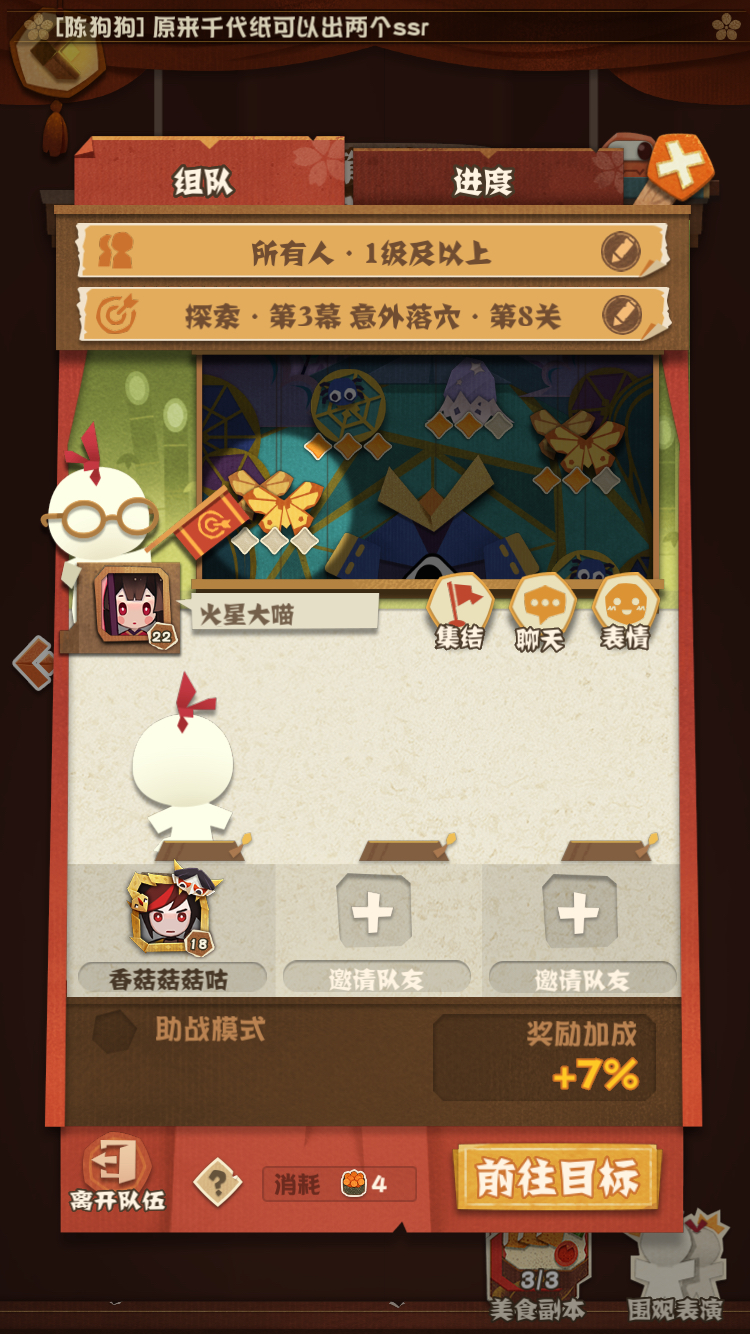 [陈狗狗] 原来千代纸可以出两个ssr
组队
进度
所有人·1级及以上
探索·第3幕 意外落穴·第8关
22
火星大喵
集结
聊天
表情
18
香菇菇菇咕
邀请队友
邀请队友
助战模式
奖励加成
+7%
离开队伍
?
消耗
4
前往目标
3/3
美食副本
围观表演